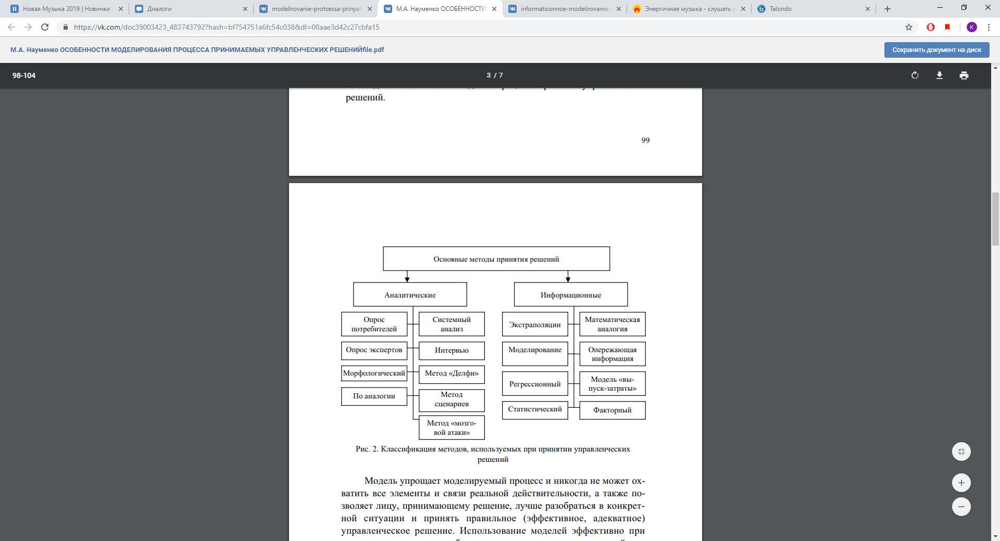 Новая Музыка 2019 | Новинки
Диалоги
modelirovanie-protsessa-prinyat
М.А. Науменко ОСОБЕННОСТИ
informatsionnoe-modelirovanie-
Энергичная музыка - слушать о
Talondo
https://vk.com/doc39003423_483743792?hash=bf754751a6fc54c038&dl=08aae3d42c27cbfa15
K
М.А. Науменко ОСОБЕННОСТИ МОДЕЛИРОВАНИЯ ПРОЦЕССА ПРИНИМАЕМЫХ УПРАВЛЕНЧЕСКИХ РЕШЕНИЙfile.pdf
Сохранить документ на диск
98-104
3 / 7
решений.
99
Основные методы принятия решений
Аналитические
Информационные
Опрос
потребителей
Системный
анализ
Экстраполяции
Математическая
аналогия
Опрос экспертов
Интервью
Моделирование
Опережающая
информация
Морфологический
Метод «Делфи»
Регрессионный
Модель «вы-
пуск-затраты»
По аналогии
Метод
сценариев
Статистический
Факторный
Метод «мозго-
вой атаки»
Рис. 2. Классификация методов, используемых при принятии управленческих
решений
Модель упрощает моделируемый процесс и никогда не может ох-
ватить все элементы и связи реальной действительности, а также по-
зволяет лицу, принимающему решение, лучше разобраться в конкрет-
ной ситуации и принять правильное (эффективное, адекватное)
управленческое решение. Использование моделей эффективно при